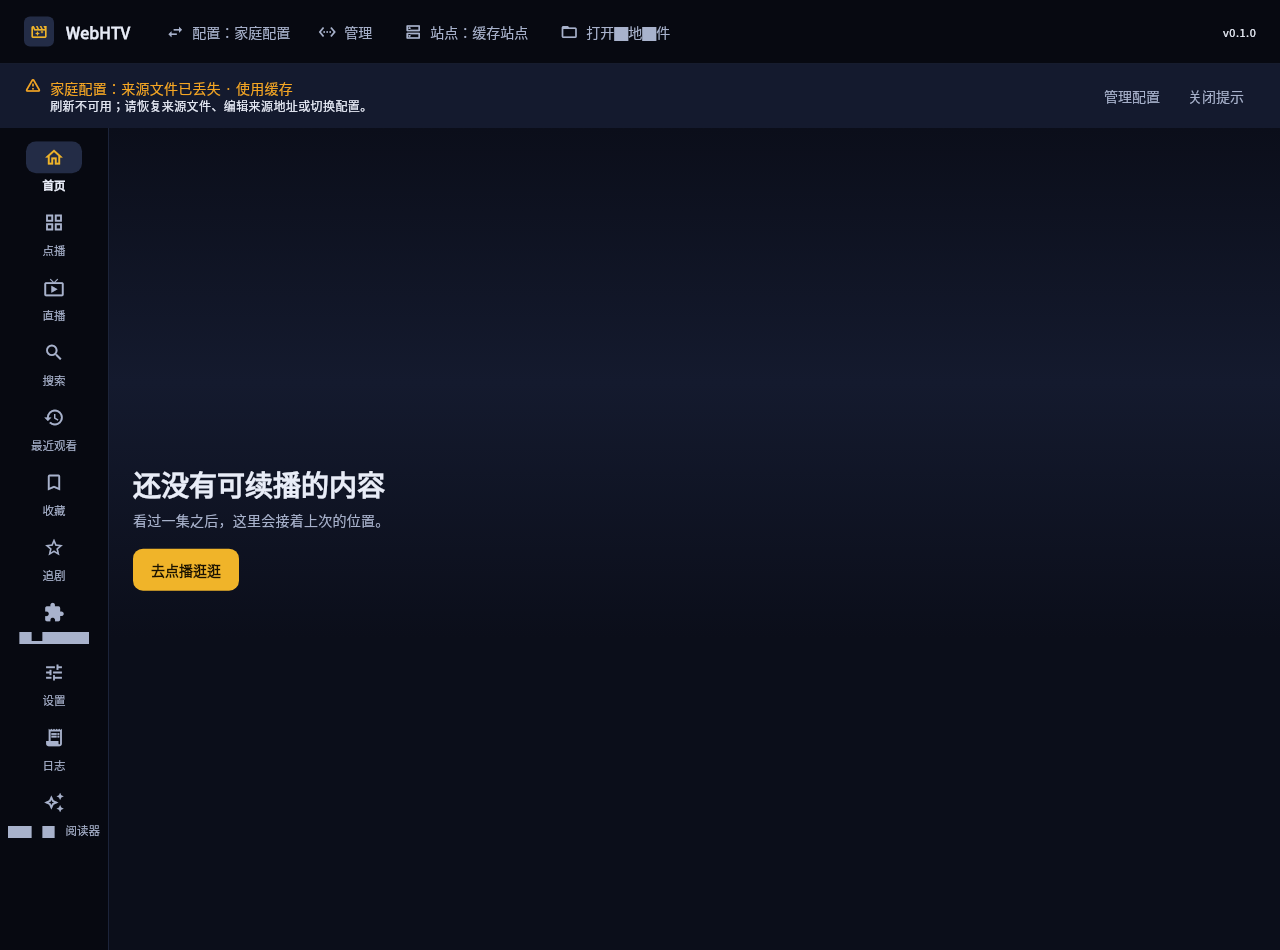 WebHTV
配置：家庭配置
管理
站点：缓存站点
打开地件
v0.1.0
家庭配置：来源文件已丢失 · 使用缓存
刷新不可用；请恢复来源文件、编辑来源地址或切换配置。
管理配置
关闭提示
首页
点播
直播
搜索
最近观看
收藏
追剧
设置
日志
阅读器
还没有可续播的内容
看过一集之后，这里会接着上次的位置。
去点播逛逛